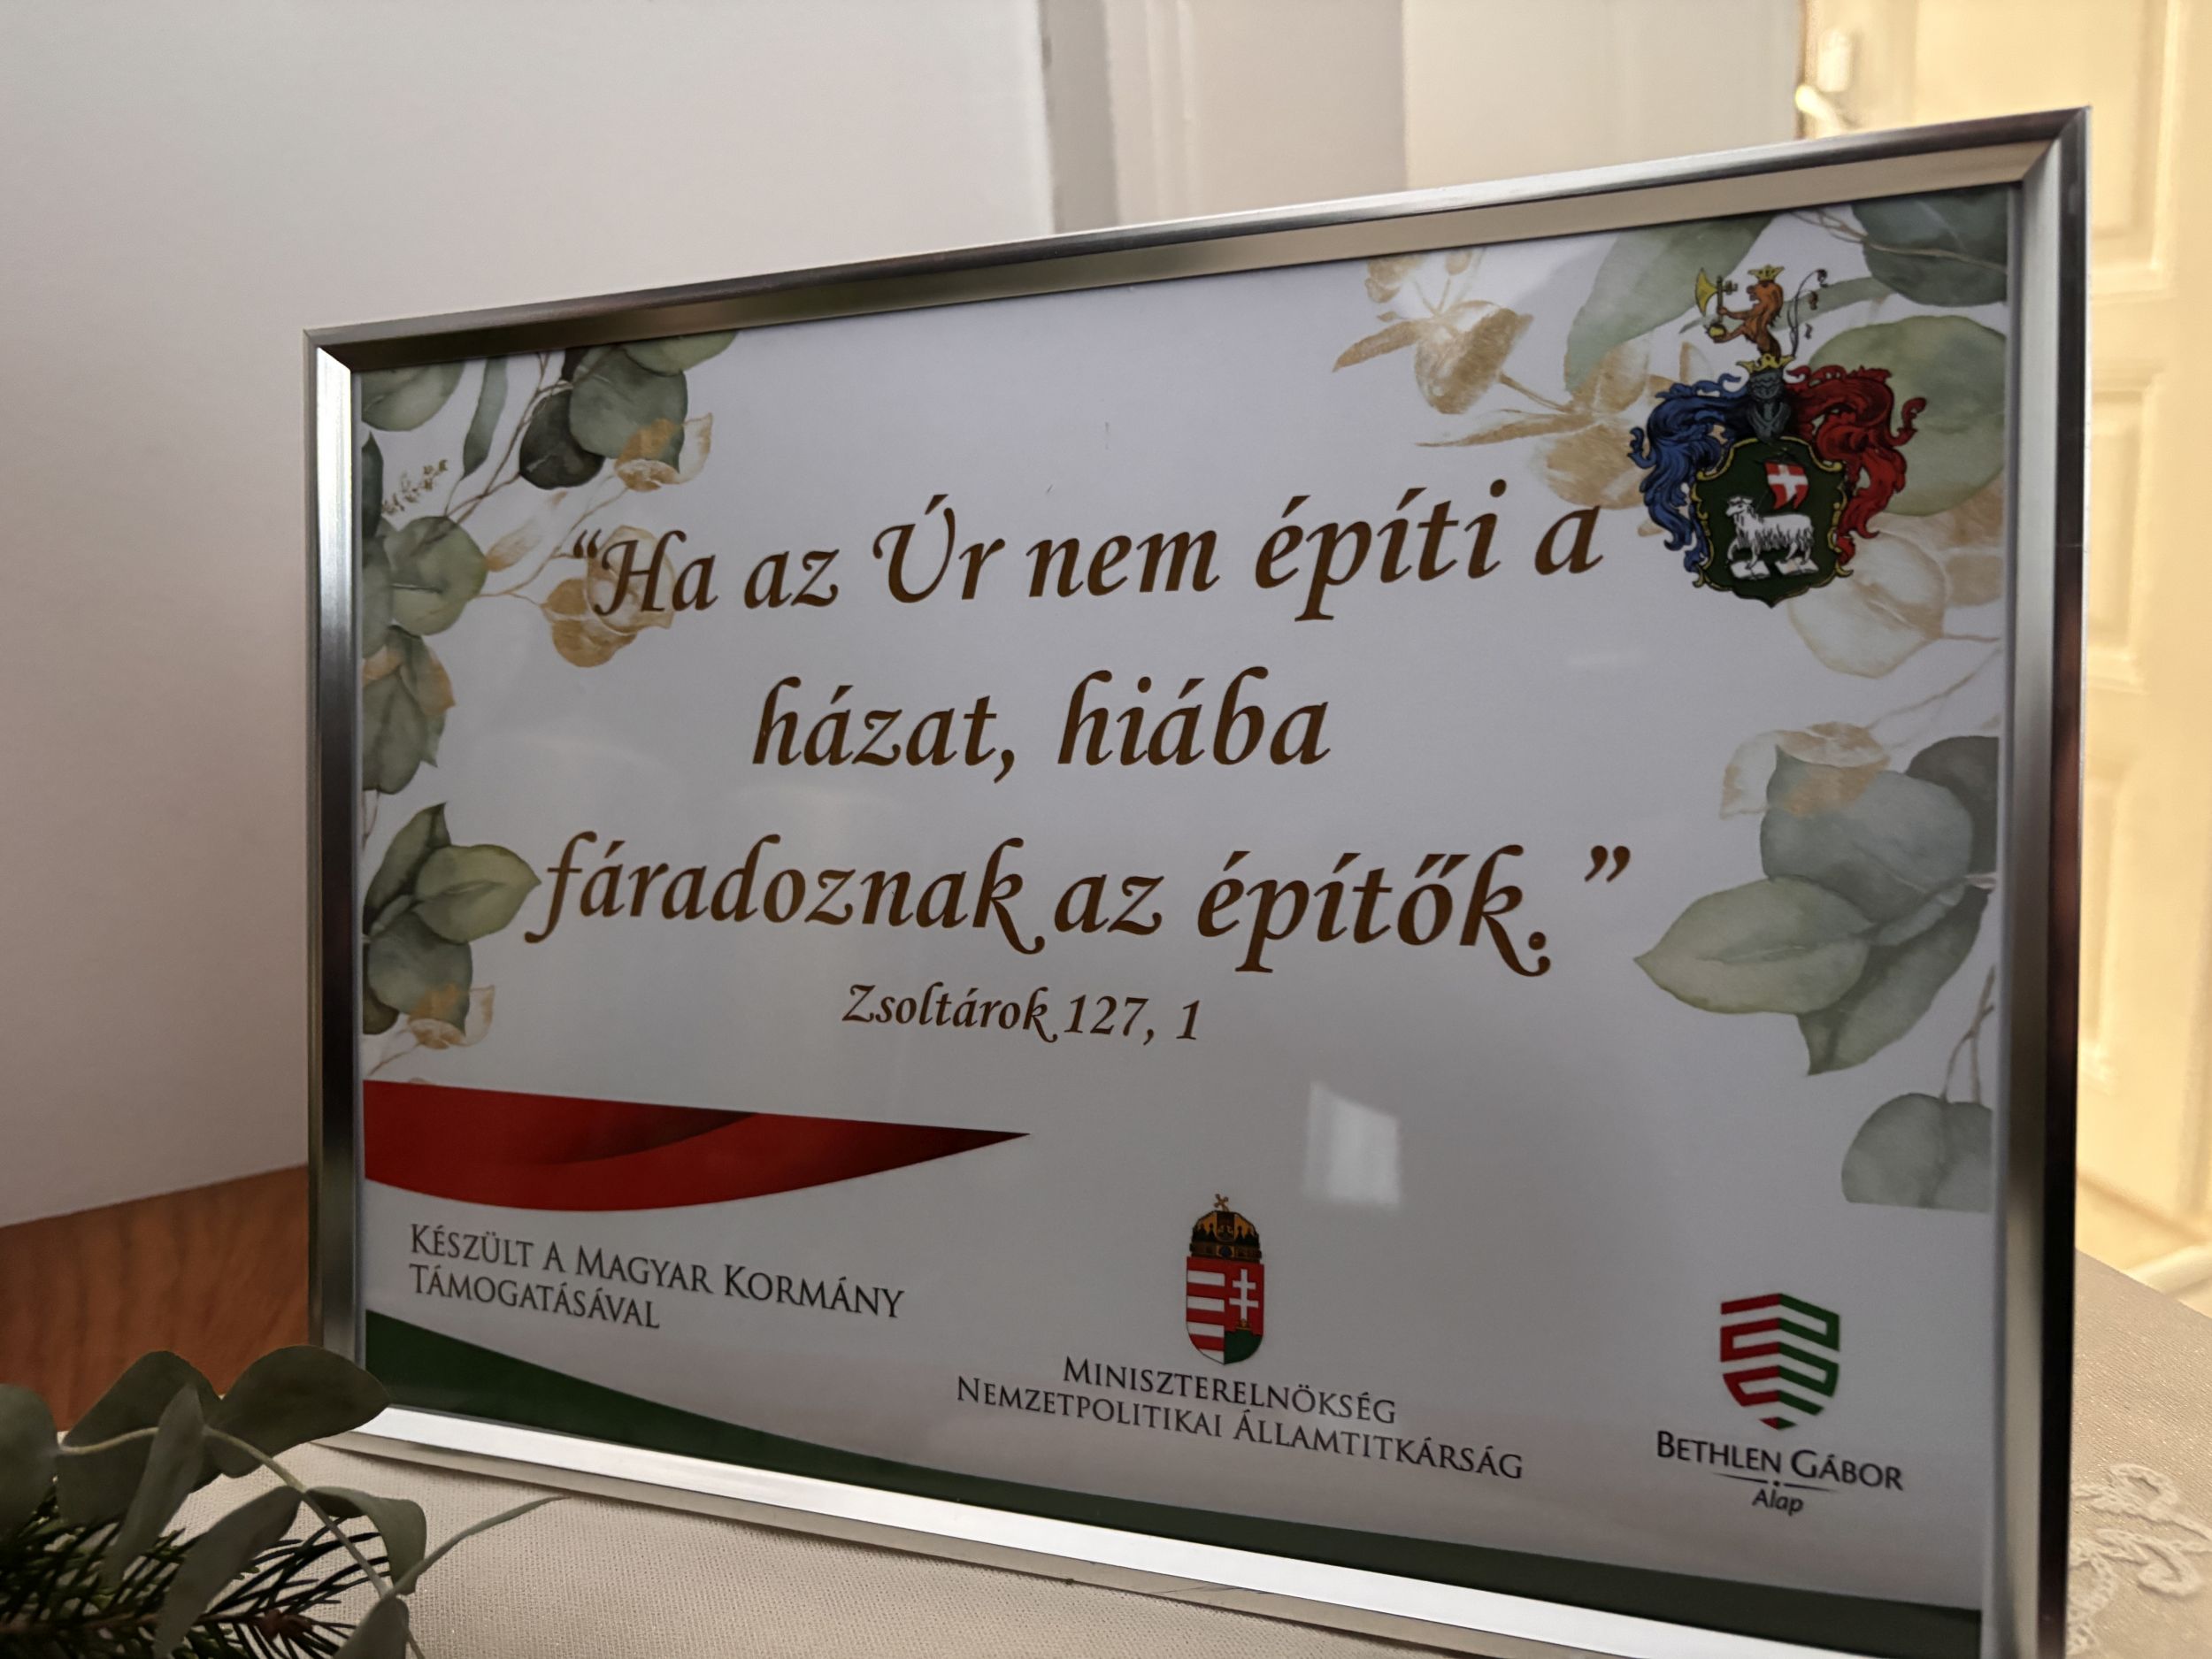 “Ha az Úr nem építi a
házat, hiába
fáradoznak az építők.”
Zsoltárok 127, 1
KÉSZÜLT A MAGYAR KORMÁNY
TÁMOGATÁSÁVAL
MINISZTERELNÖKSÉG
NEMZETPOLITIKAI ÁLLAMTITKÁRSÁG
BETHLEN GÁBOR
Alap